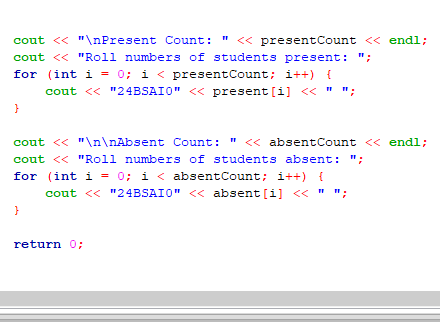 cout << "\nPresent Count: " << presentCount << endl;
cout << "Roll numbers of students present: ";
for (int i = 0; i < presentCount; i++) {
    cout << "24BSAI0" << present[i] << " ";
}

cout << "\n\nAbsent Count: " << absentCount << endl;
cout << "Roll numbers of students absent: ";
for (int i = 0; i < absentCount; i++) {
    cout << "24BSAI0" << absent[i] << " ";
}

return 0;